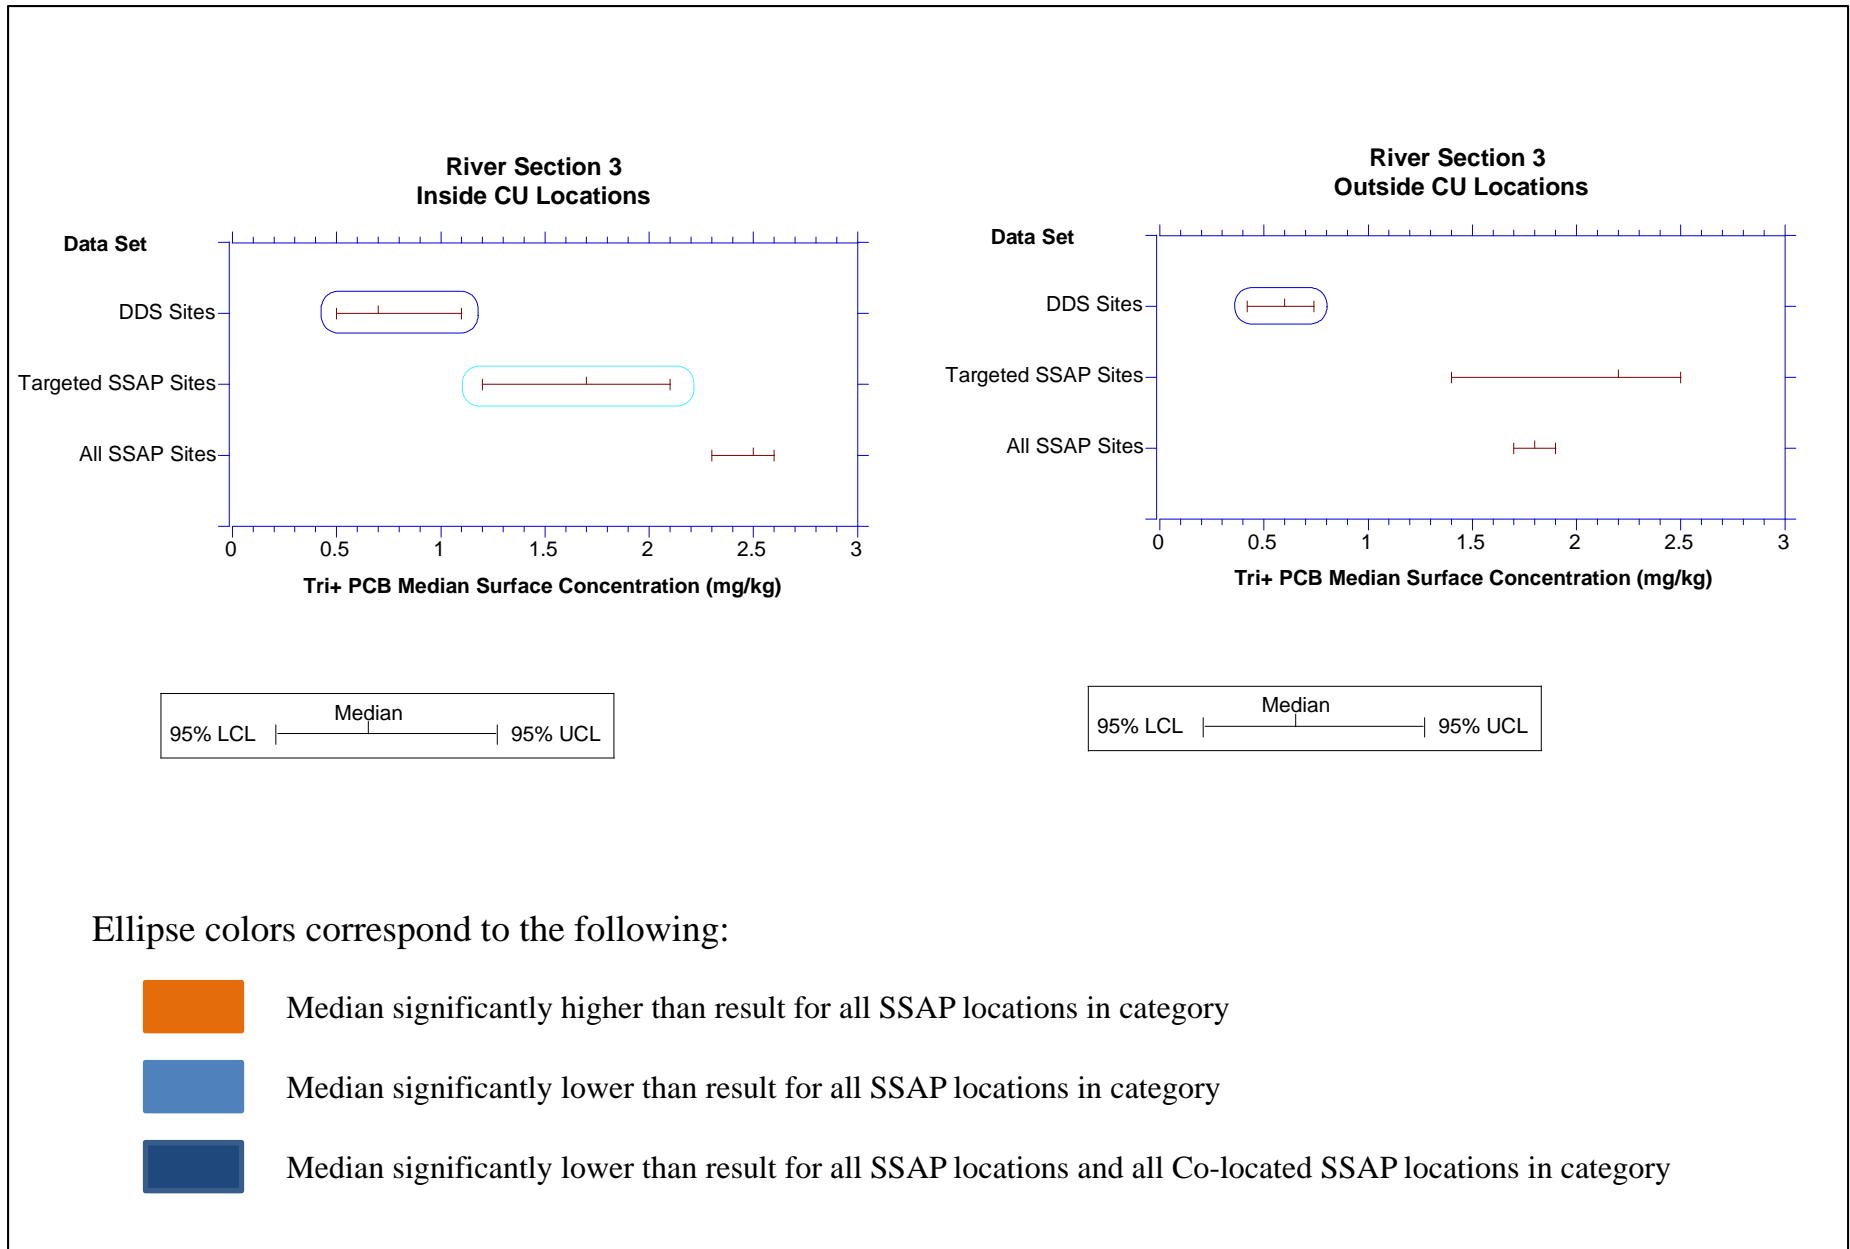 River Section 3
Inside CU Locations
Data Set
DDS Sites
Targeted SSAP Sites
All SSAP Sites
0 0.5 1 1.5 2 2.5 3
Tri+ PCB Median Surface Concentration (mg/kg)
95% LCL Median 95% UCL
River Section 3
Outside CU Locations
Data Set
DDS Sites
Targeted SSAP Sites
All SSAP Sites
0 0.5 1 1.5 2 2.5 3
Tri+ PCB Median Surface Concentration (mg/kg)
95% LCL Median 95% UCL
Ellipse colors correspond to the following:
Median significantly higher than result for all SSAP locations in category
Median significantly lower than result for all SSAP locations in category
Median significantly lower than result for all SSAP locations and all Co-located SSAP locations in category